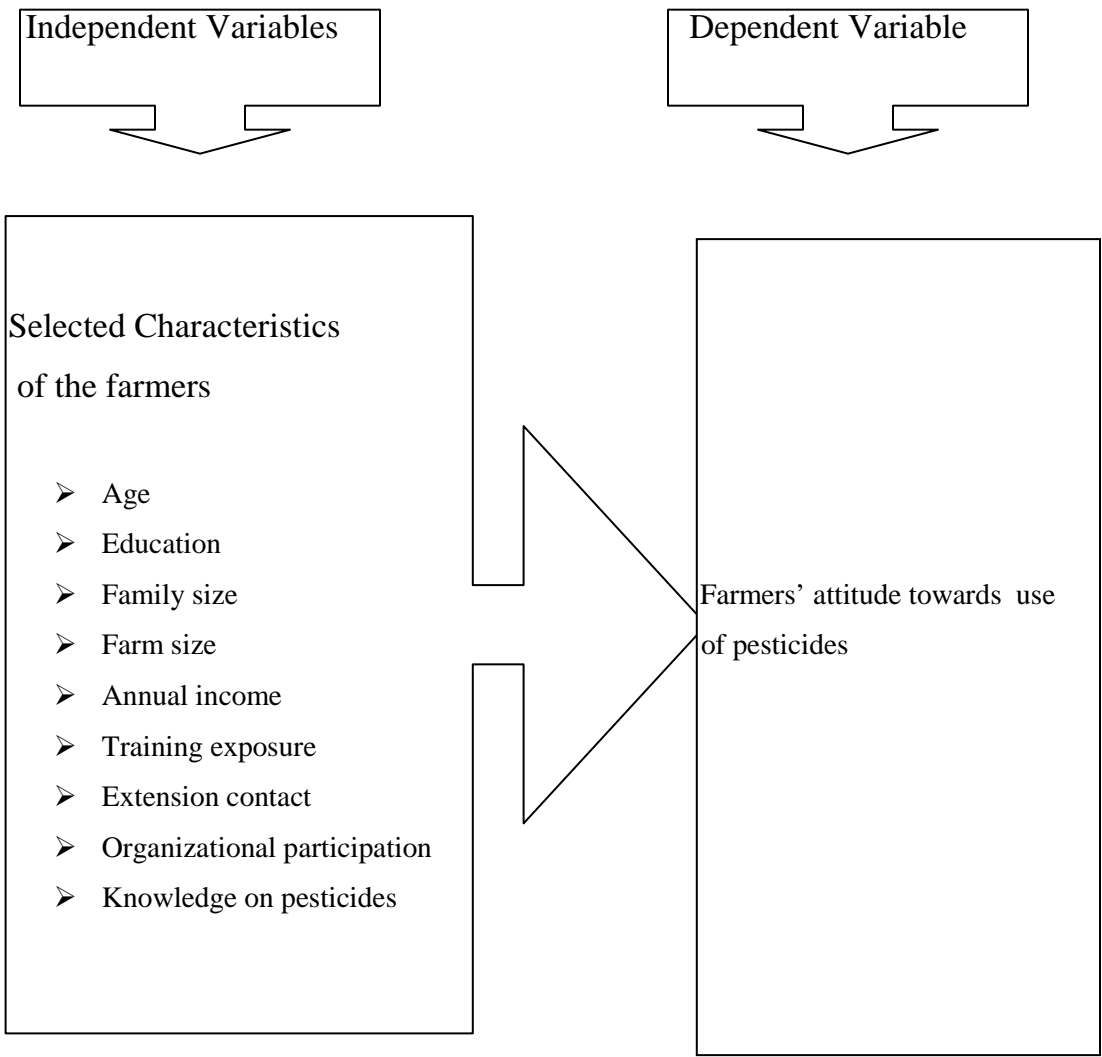 Independent Variables
Dependent Variable
Selected Characteristics
of the farmers
➢ Age
➢ Education
➢ Family size
➢ Farm size
➢ Annual income
➢ Training exposure
➢ Extension contact
➢ Organizational participation
➢ Knowledge on pesticides
Farmers’ attitude towards use
of pesticides